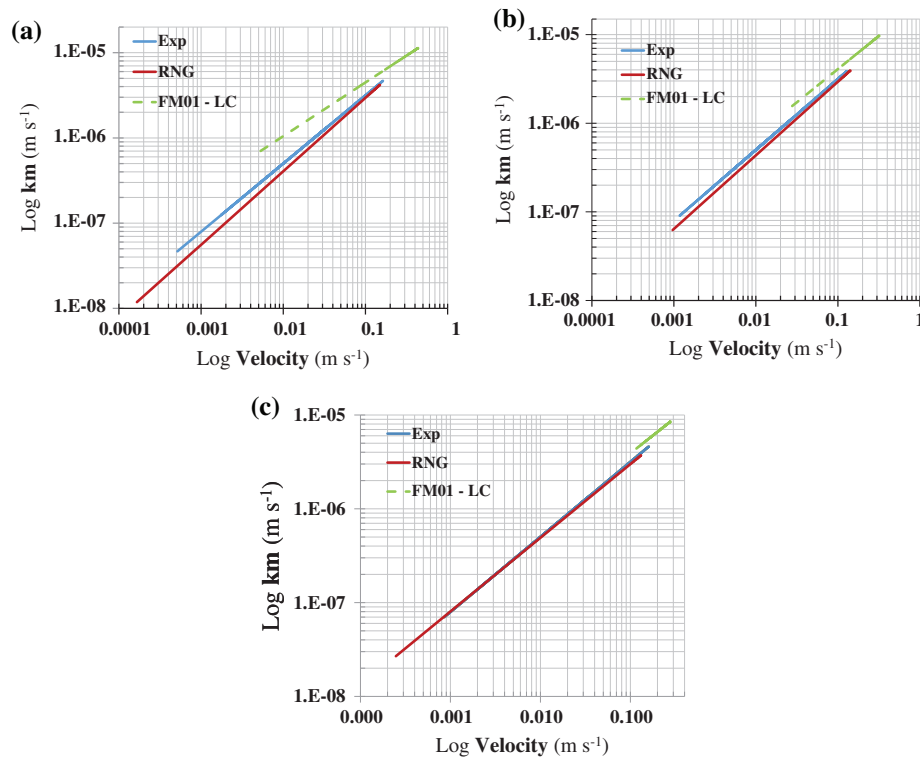 (a)
Exp
RNG
FM01 - LC
1.E-05
1.E-06
1.E-07
1.E-08
Log km (m s⁻¹)
0.0001 0.001 0.01 0.1 1
Log Velocity (m s⁻¹)
(b)
Exp
RNG
FM01 - LC
1.E-05
1.E-06
1.E-07
1.E-08
Log km (m s⁻¹)
0.0001 0.001 0.01 0.1 1
Log Velocity (m s⁻¹)
(c)
Exp
RNG
FM01 - LC
1.E-05
1.E-06
1.E-07
1.E-08
Log km (m s⁻¹)
0.000 0.001 0.010 0.100
Log Velocity (m s⁻¹)